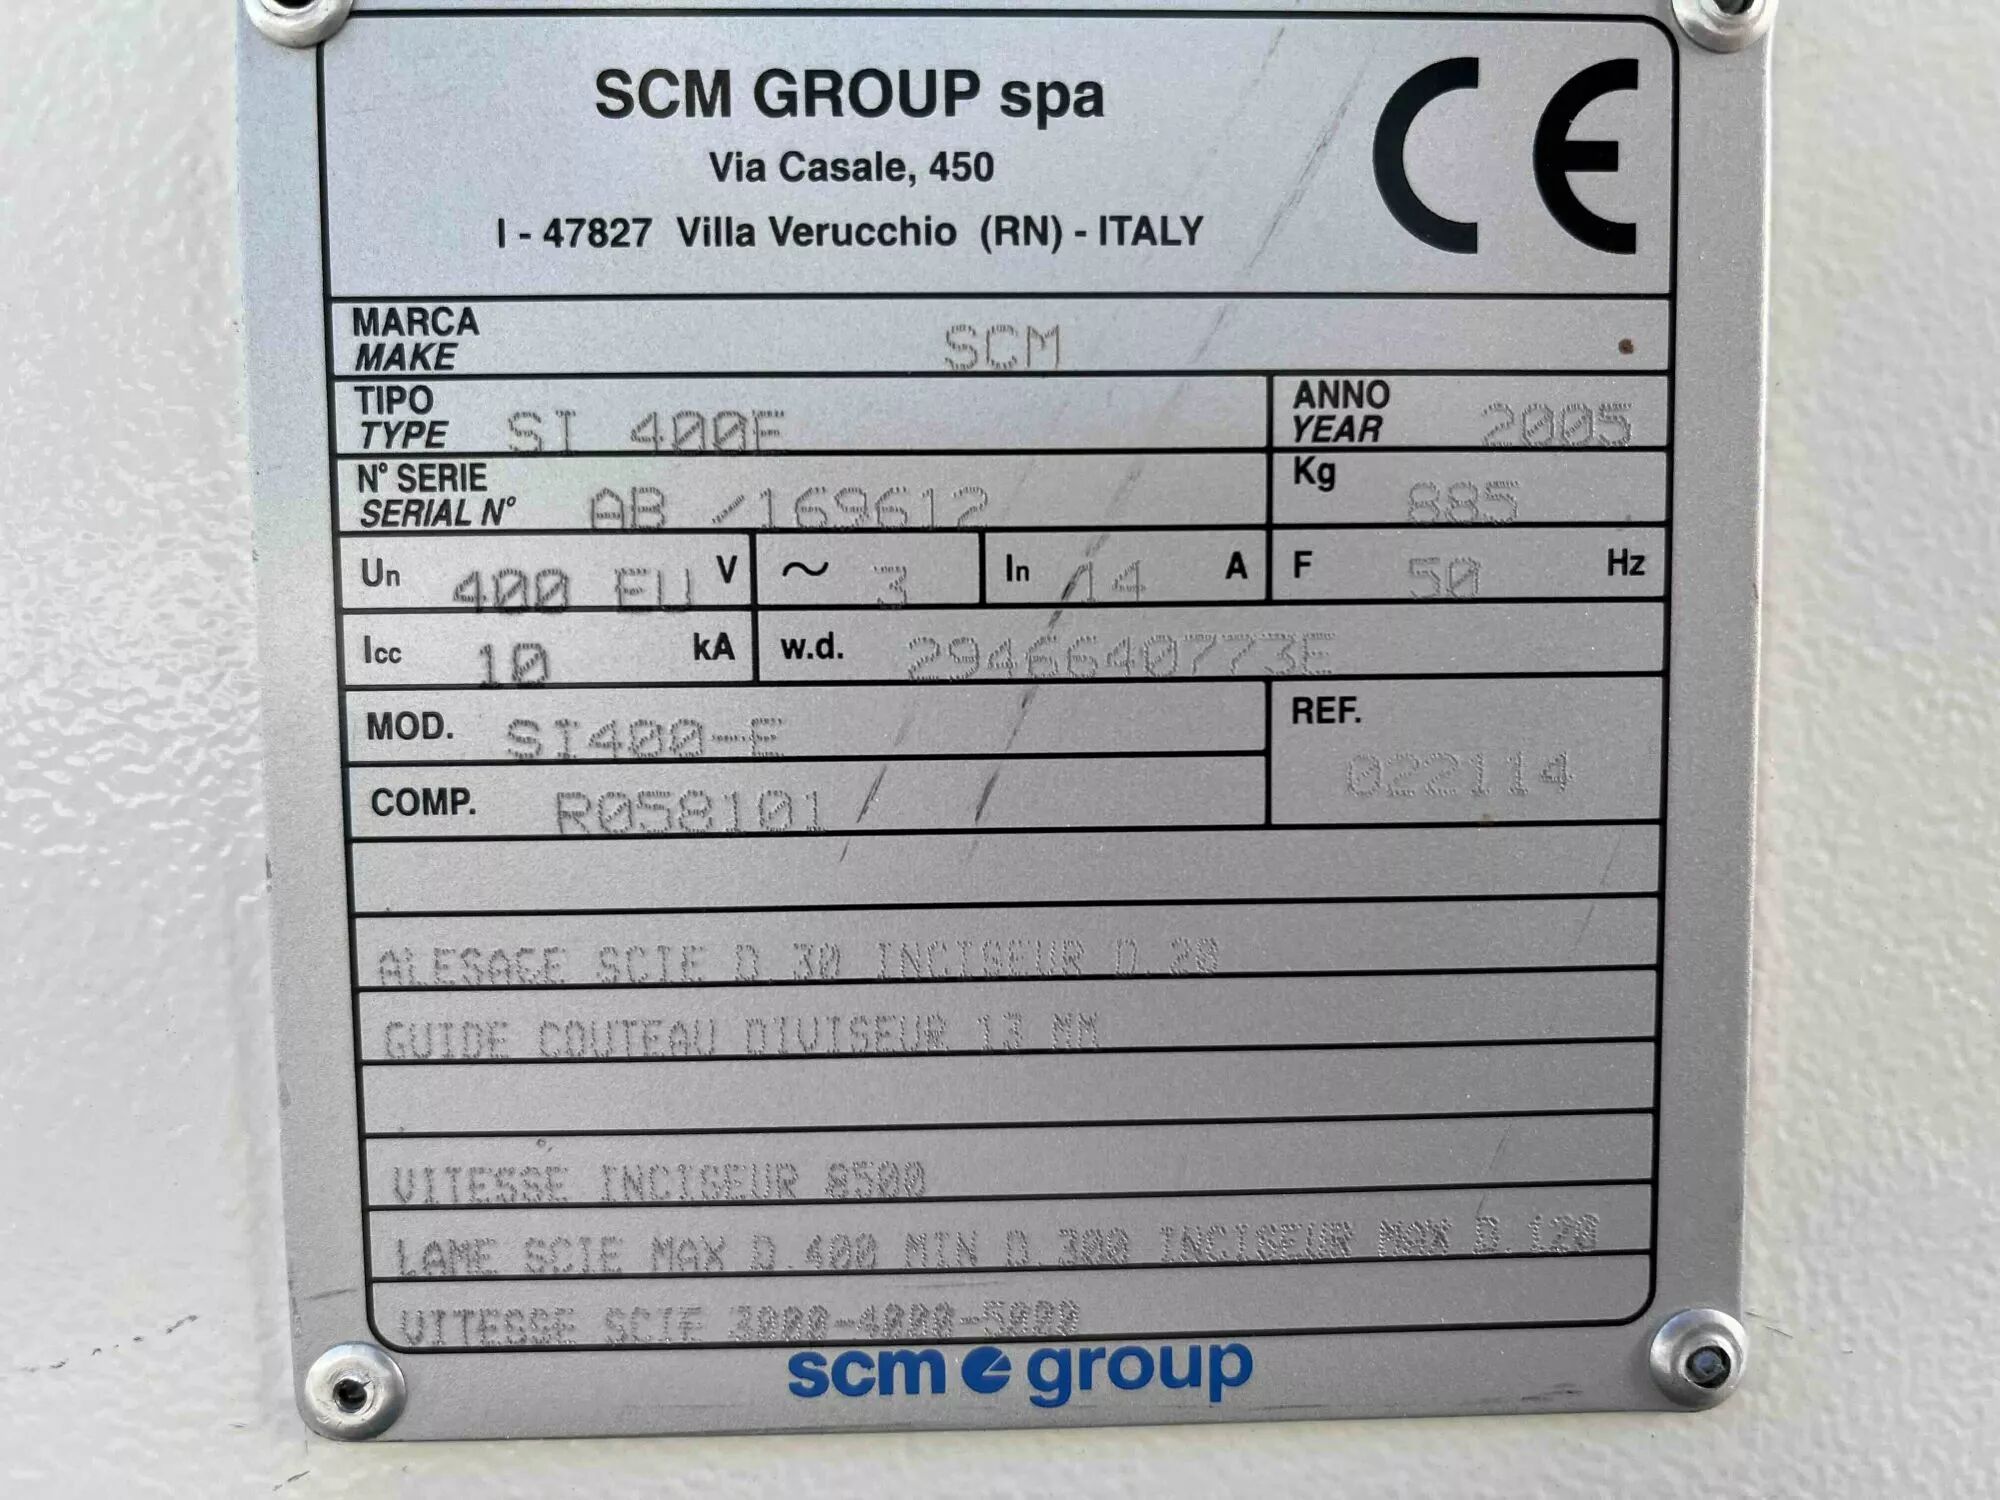 SCM GROUP spa
Via Casale, 450
I - 47827 Villa Verucchio (RN) - ITALY
CE
MARCA
MAKE
SCM
TIPO
TYPE
SI 400E
ANNO
YEAR
2005
N° SERIE
SERIAL N°
AB /169612
Kg
885
Un 400 EU V
~ 3
In 14 A
F 50 Hz
Icc 10 kA
w.d. 29466407773E
MOD. SI400-E
REF.
022114
COMP. R058101
ALESAGE SCIE D.30 INCISEUR D.20
GUIDE COUTEAU DIVISEUR 13 MM
VITESSE INCISEUR 8500
LAME SCIE MAX D.400 MIN D.300 INCISEUR MAX D.120
VITESSE SCIE 3000-4000-5000
scm group